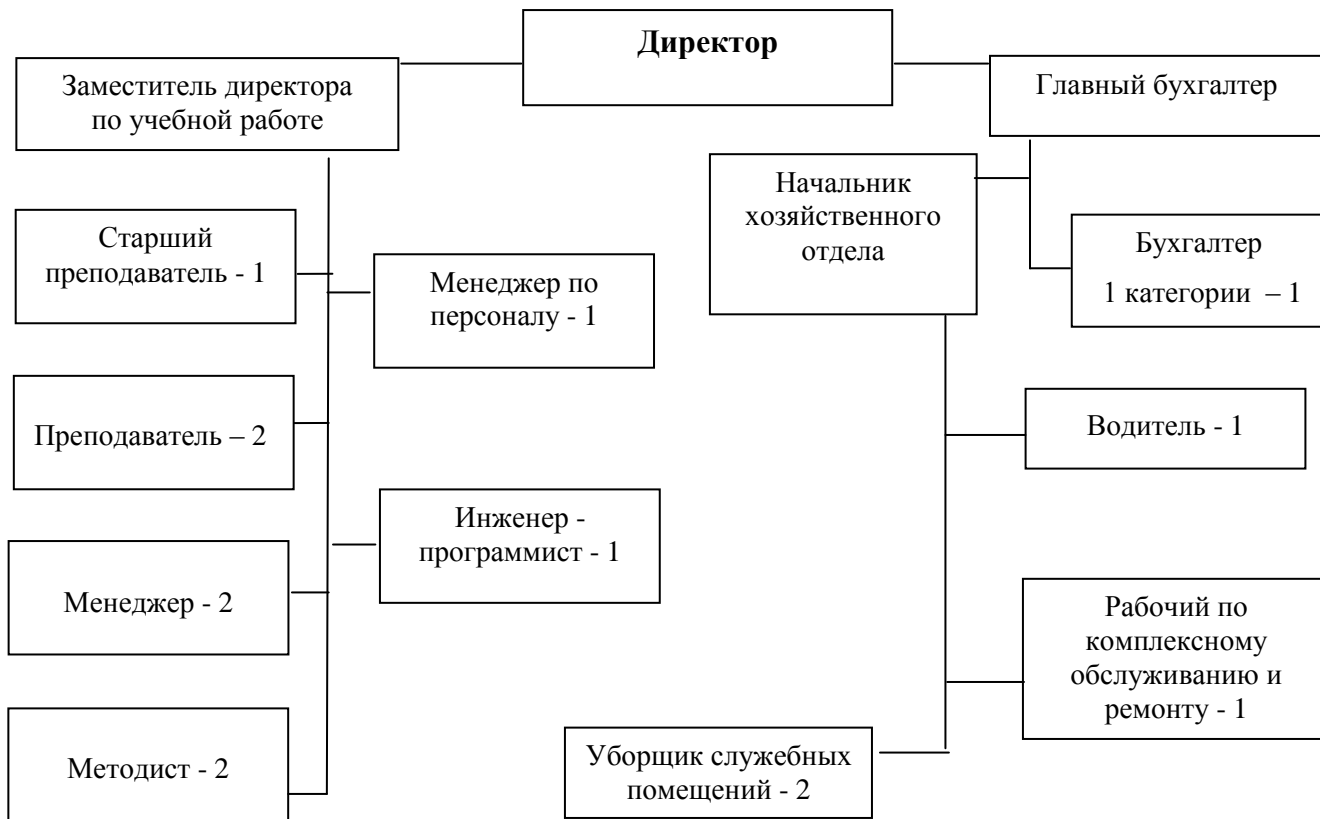 Директор
Заместитель директора
по учебной работе
Главный бухгалтер
Начальник
хозяйственного
отдела
Старший
преподаватель - 1
Менеджер по
персоналу - 1
Бухгалтер
1 категории – 1
Преподаватель – 2
Водитель - 1
Инженер -
программист - 1
Менеджер - 2
Рабочий по
комплексному
обслуживанию и
ремонту - 1
Методист - 2
Уборщик служебных
помещений - 2